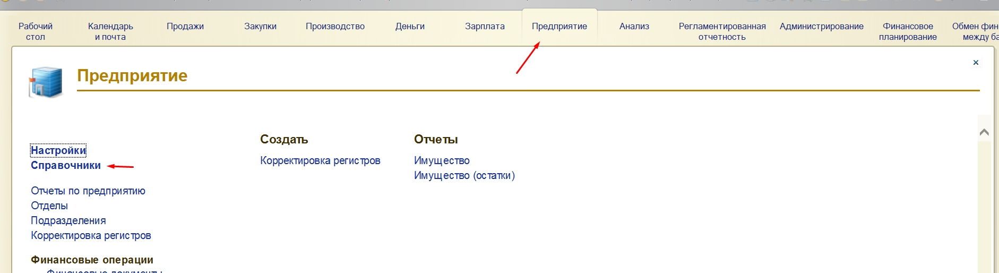 Рабочий стол
Календарь и почта
Продажи
Закупки
Производство
Деньги
Зарплата
Предприятие
Анализ
Регламентированная отчетность
Администрирование
Финансовое планирование
Обмен фин
между ба
Предприятие
Настройки
Справочники
Отчеты по предприятию
Отделы
Подразделения
Корректировка регистров
Финансовые операции
Финансовые документы
Создать
Корректировка регистров
Отчеты
Имущество
Имущество (остатки)